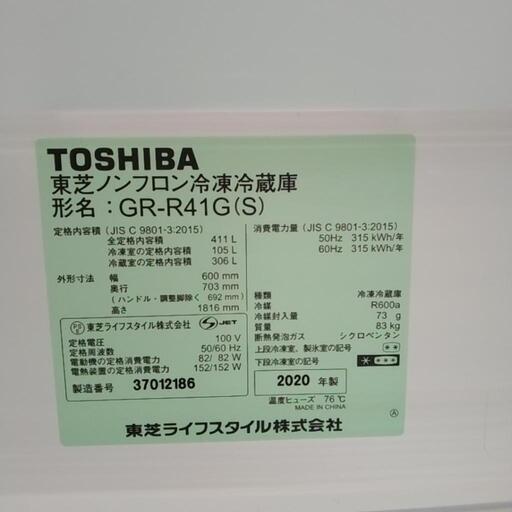 TOSHIBA
東芝ノンフロン冷凍冷蔵庫
形名：GR-R41G(S)
定格内容積 (JIS C 9801-3:2015)
全定格内容積 411 L
冷凍室の定格内容積 105 L
冷蔵室の定格内容積 306 L
外形寸法 幅 600 mm
奥行 703 mm
(ハンドル・調整脚除く 692 mm)
高さ 1816 mm
PSE 東芝ライフスタイル株式会社 S JET
定格電圧 100 V
定格周波数 50/60 Hz
電動機の定格消費電力 82/ 82 W
電熱装置の定格消費電力 152/152 W
製造番号 37012186
消費電力量 (JIS C 9801-3:2015)
50Hz 315 kWh/年
60Hz 315 kWh/年
種類 冷凍冷蔵庫
冷媒 R600a
冷媒封入量 73 g
質量 83 kg
断熱発泡ガス シクロペンタン
上段冷凍室、製氷室の記号
下段冷凍室の記号
2020 年製
温度ヒューズ 76℃
MADE IN CHINA
A
東芝ライフスタイル株式会社